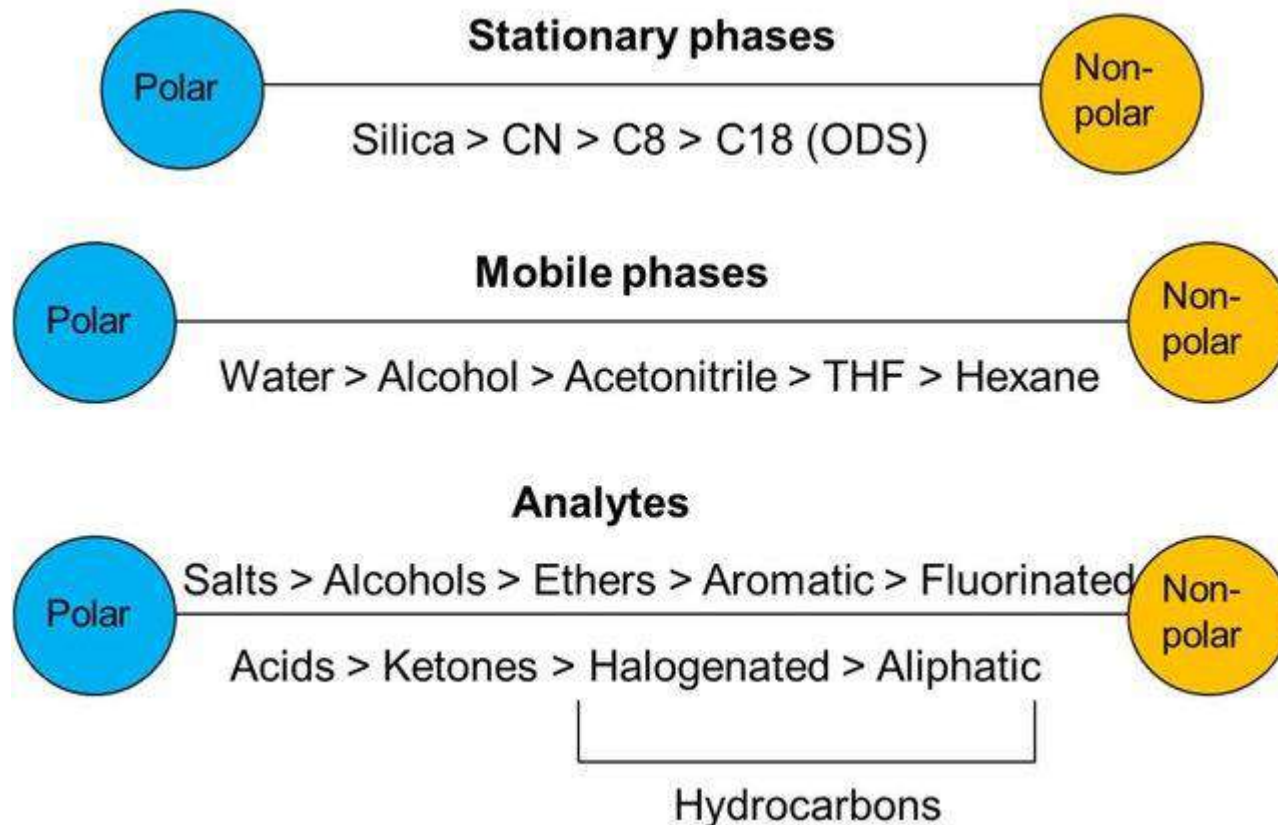 Stationary phases
Polar
Non-
polar
Silica > CN > C8 > C18 (ODS)
Mobile phases
Polar
Non-
polar
Water > Alcohol > Acetonitrile > THF > Hexane
Analytes
Salts > Alcohols > Ethers > Aromatic > Fluorinated
Polar
Non-
polar
Acids > Ketones > Halogenated > Aliphatic
Hydrocarbons